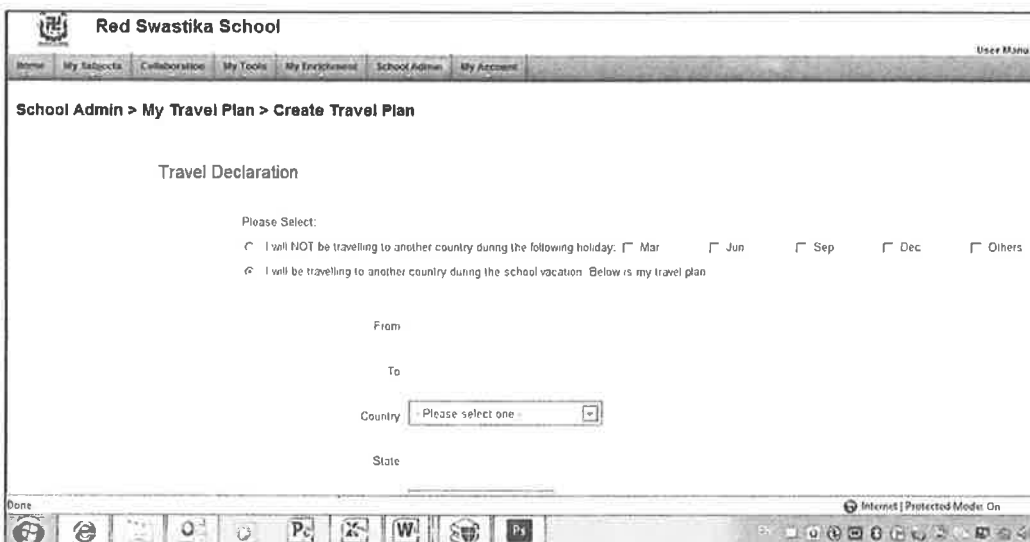 Red Swastika School
User Manu
Home My Subjects Collaboration My Tools My Enrichment School Admin My Account
School Admin > My Travel Plan > Create Travel Plan
Travel Declaration
Please Select:
I will NOT be travelling to another country during the following holiday: Mar Jun Sep Dec Others
I will be travelling to another country during the school vacation. Below is my travel plan
From
To
Country - Please select one -
State
Done
Internet | Protected Mode: On
W
Ps